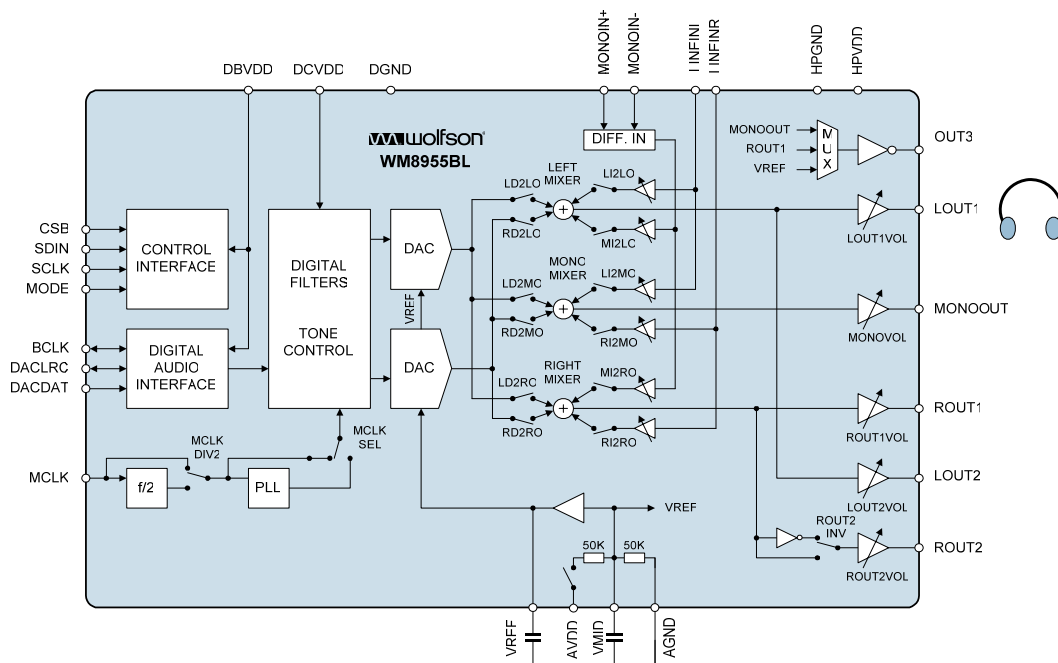 MONOIN+
MONOIN-
I INFINI
I INFINR
HPGND
HPVDD
DBVDD
DCVDD
DGND
wolfson
WM8955BL
DIFF. IN
MONOOUT
ROUT1
VREF
MUX
OUT3
LEFT
MIXER
LD2LO
RD2LO
LI2LO
MI2LO
LOUT1
LOUT1VOL
CSB
SDIN
SCLK
MODE
CONTROL
INTERFACE
DIGITAL
FILTERS
TONE
CONTROL
DAC
VREF
DAC
MONO
MIXER
LD2MO
RD2MO
LI2MO
RI2MO
MONOOUT
MONOVOL
BCLK
DACLRC
DACDAT
DIGITAL
AUDIO
INTERFACE
RIGHT
MIXER
LD2RO
RD2RO
MI2RO
RI2RO
ROUT1
ROUT1VOL
MCLK
MCLK
DIV2
MCLK
SEL
f/2
PLL
LOUT2
LOUT2VOL
VREF
ROUT2
INV
ROUT2
ROUT2VOL
50K
50K
VREF
AVDD
VMID
AGND